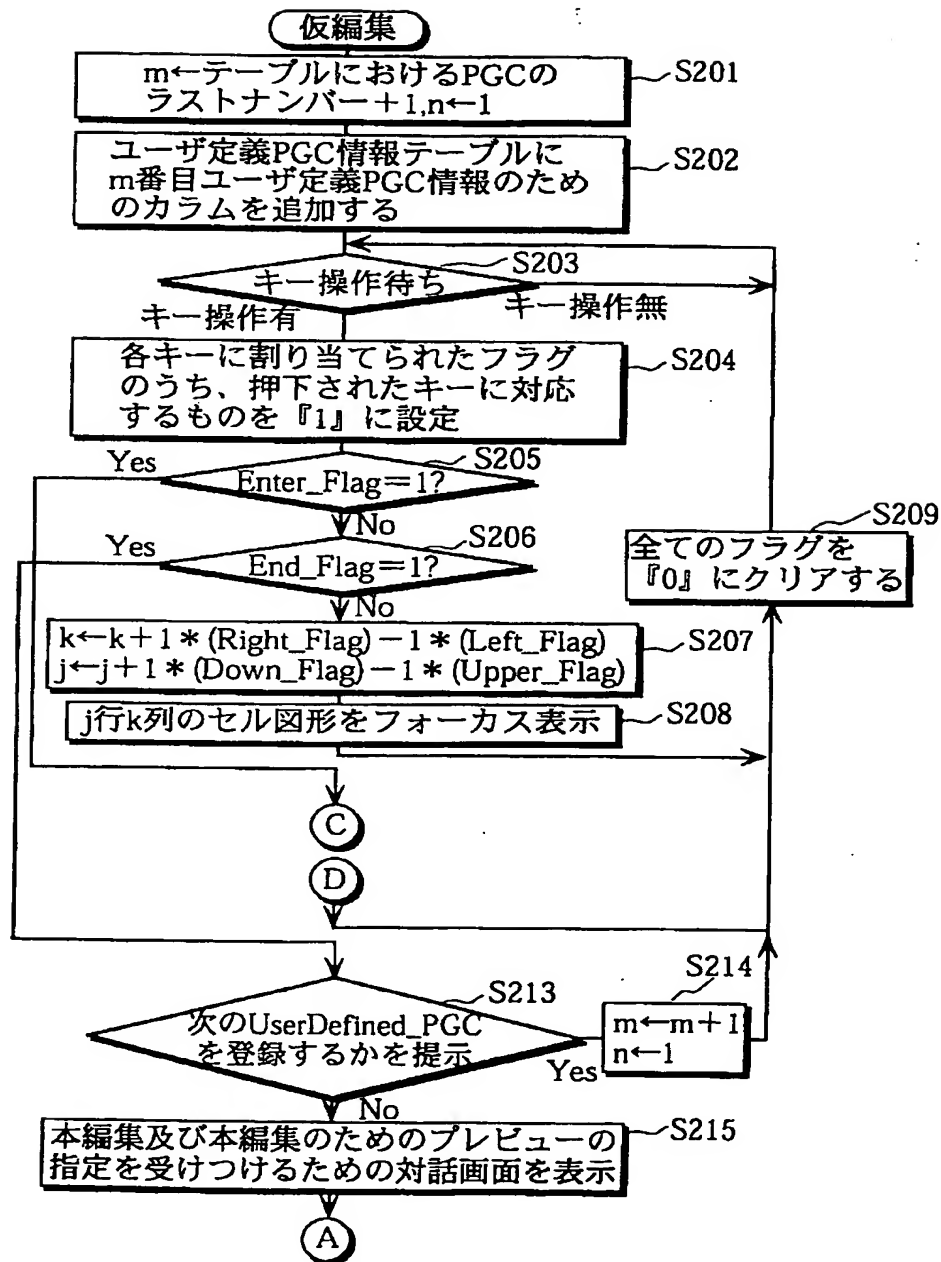 仮編集
m←テーブルにおけるPGCの
ラストナンバー+1,n←1
S201
ユーザ定義PGC情報テーブルに
m番目ユーザ定義PGC情報のため
のカラムを追加する
S202
キー操作待ち
S203
キー操作有
キー操作無
各キーに割り当てられたフラグ
のうち、押下されたキーに対応
するものを『1』に設定
S204
Yes
Enter_Flag=1?
S205
No
Yes
End_Flag=1?
S206
No
全てのフラグを
『0』にクリアする
S209
k←k+1*(Right_Flag)-1*(Left_Flag)
j←j+1*(Down_Flag)-1*(Upper_Flag)
S207
j行k列のセル図形をフォーカス表示
S208
C
D
次のUserDefined_PGC
を登録するかを提示
S213
Yes
m←m+1
n←1
S214
No
本編集及び本編集のためのプレビューの
指定を受けつけるための対話画面を表示
S215
A